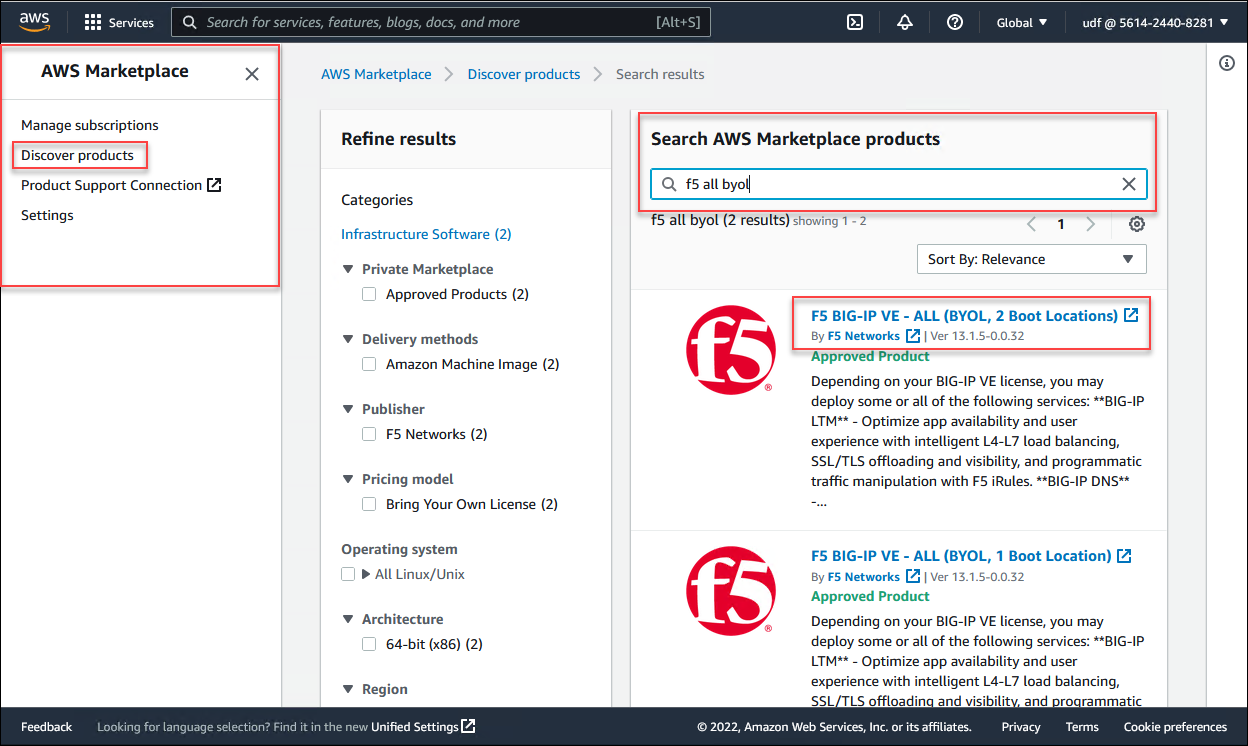 aws
Services
Search for services, features, blogs, docs, and more
[Alt+S]
Global ▼
udf @ 5614-2440-8281 ▼
AWS Marketplace
Manage subscriptions
Discover products
Product Support Connection
Settings
AWS Marketplace > Discover products > Search results
Refine results
Categories
Infrastructure Software (2)
▼ Private Marketplace
Approved Products (2)
▼ Delivery methods
Amazon Machine Image (2)
▼ Publisher
F5 Networks (2)
▼ Pricing model
Bring Your Own License (2)
Operating system
▶ All Linux/Unix
▼ Architecture
64-bit (x86) (2)
▼ Region
Search AWS Marketplace products
f5 all byol
f5 all byol (2 results) showing 1 - 2
< 1 >
Sort By: Relevance ▼
f5®
F5 BIG-IP VE - ALL (BYOL, 2 Boot Locations)
By F5 Networks | Ver 13.1.5-0.0.32
Approved Product
Depending on your BIG-IP VE license, you may
deploy some or all of the following services: **BIG-IP
LTM** - Optimize app availability and user
experience with intelligent L4-L7 load balancing,
SSL/TLS offloading and visibility, and programmatic
traffic manipulation with F5 iRules. **BIG-IP DNS**
-...
f5®
F5 BIG-IP VE - ALL (BYOL, 1 Boot Location)
By F5 Networks | Ver 13.1.5-0.0.32
Approved Product
Depending on your BIG-IP VE license, you may
deploy some or all of the following services: **BIG-IP
LTM** - Optimize app availability and user
experience with intelligent L4-L7 load balancing,
SSL/TLS offloading and visibility, and programmatic
Feedback
Looking for language selection? Find it in the new Unified Settings
© 2022, Amazon Web Services, Inc. or its affiliates.
Privacy
Terms
Cookie preferences